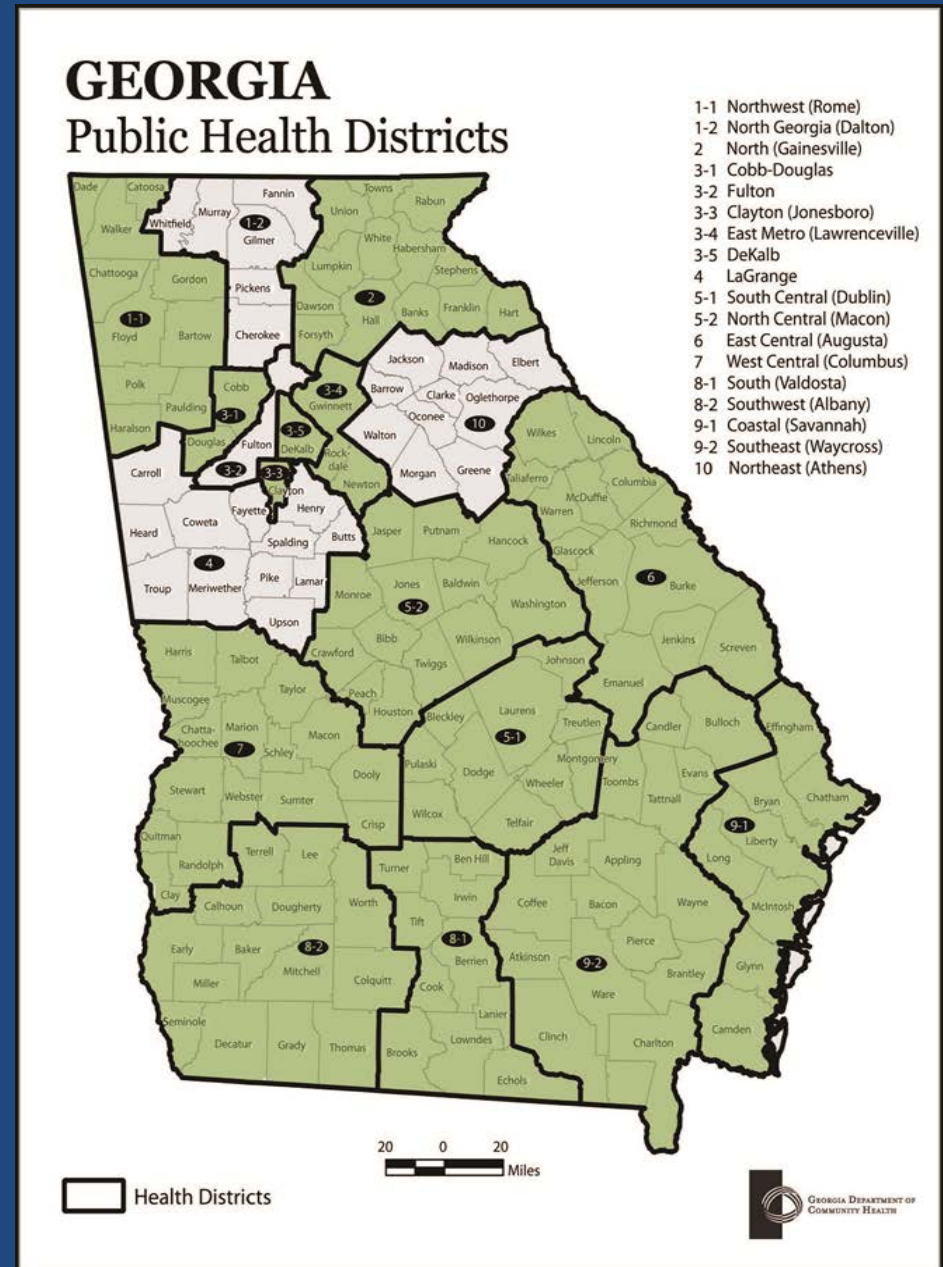 GEORGIA
Public Health Districts
1-1 Northwest (Rome)
1-2 North Georgia (Dalton)
2 North (Gainesville)
3-1 Cobb-Douglas
3-2 Fulton
3-3 Clayton (Jonesboro)
3-4 East Metro (Lawrenceville)
3-5 DeKalb
4 LaGrange
5-1 South Central (Dublin)
5-2 North Central (Macon)
6 East Central (Augusta)
7 West Central (Columbus)
8-1 South (Valdosta)
8-2 Southwest (Albany)
9-1 Coastal (Savannah)
9-2 Southeast (Waycross)
10 Northeast (Athens)
Dade
Catoosa
Walker
Whitfield
Murray
Fannin
1-2
Gilmer
Towns
Rabun
Union
White
Habersham
Stephens
Lumpkin
Chattooga
Gordon
Pickens
1-1
Floyd
Bartow
Cherokee
Dawson
2
Hall
Banks
Franklin
Hart
Forsyth
Polk
Paulding
Haralson
Cobb
3-1
Douglas
3-4
Gwinnett
Fulton
3-5
DeKalb
Rock-
dale
Newton
3-2
3-3
Clayton
Jackson
Madison
Elbert
Barrow
Clarke
Oglethorpe
Oconee
10
Walton
Morgan
Greene
Wilkes
Lincoln
Taliaferro
Columbia
McDuffie
Warren
Richmond
Glascock
Jefferson
6
Burke
Jenkins
Screven
Emanuel
Carroll
Heard
Coweta
Fayette
Henry
Spalding
Butts
4
Troup
Meriwether
Pike
Lamar
Upson
Jasper
Putnam
Hancock
Monroe
Jones
Baldwin
5-2
Washington
Bibb
Wilkinson
Crawford
Twiggs
Peach
Houston
Johnson
Laurens
Bleckley
Treutlen
5-1
Pulaski
Dodge
Montgomery
Wheeler
Wilcox
Telfair
Harris
Talbot
Muscogee
Taylor
Chatta-
hoochee
Marion
Macon
7
Schley
Dooly
Stewart
Webster
Sumter
Crisp
Quitman
Randolph
Clay
Terrell
Lee
Calhoun
Dougherty
Worth
Early
Baker
8-2
Mitchell
Miller
Colquitt
Seminole
Decatur
Grady
Thomas
Turner
Ben Hill
Irwin
Tift
8-1
Berrien
Cook
Lanier
Brooks
Lowndes
Echols
Candler
Bulloch
Effingham
Evans
Toombs
Tattnall
Bryan
Chatham
9-1
Liberty
Long
McIntosh
Glynn
Camden
Jeff
Davis
Appling
Coffee
Bacon
Wayne
Pierce
Atkinson
9-2
Ware
Brantley
Clinch
Charlton
20 0 20
Miles
Health Districts
GEORGIA DEPARTMENT OF
COMMUNITY HEALTH